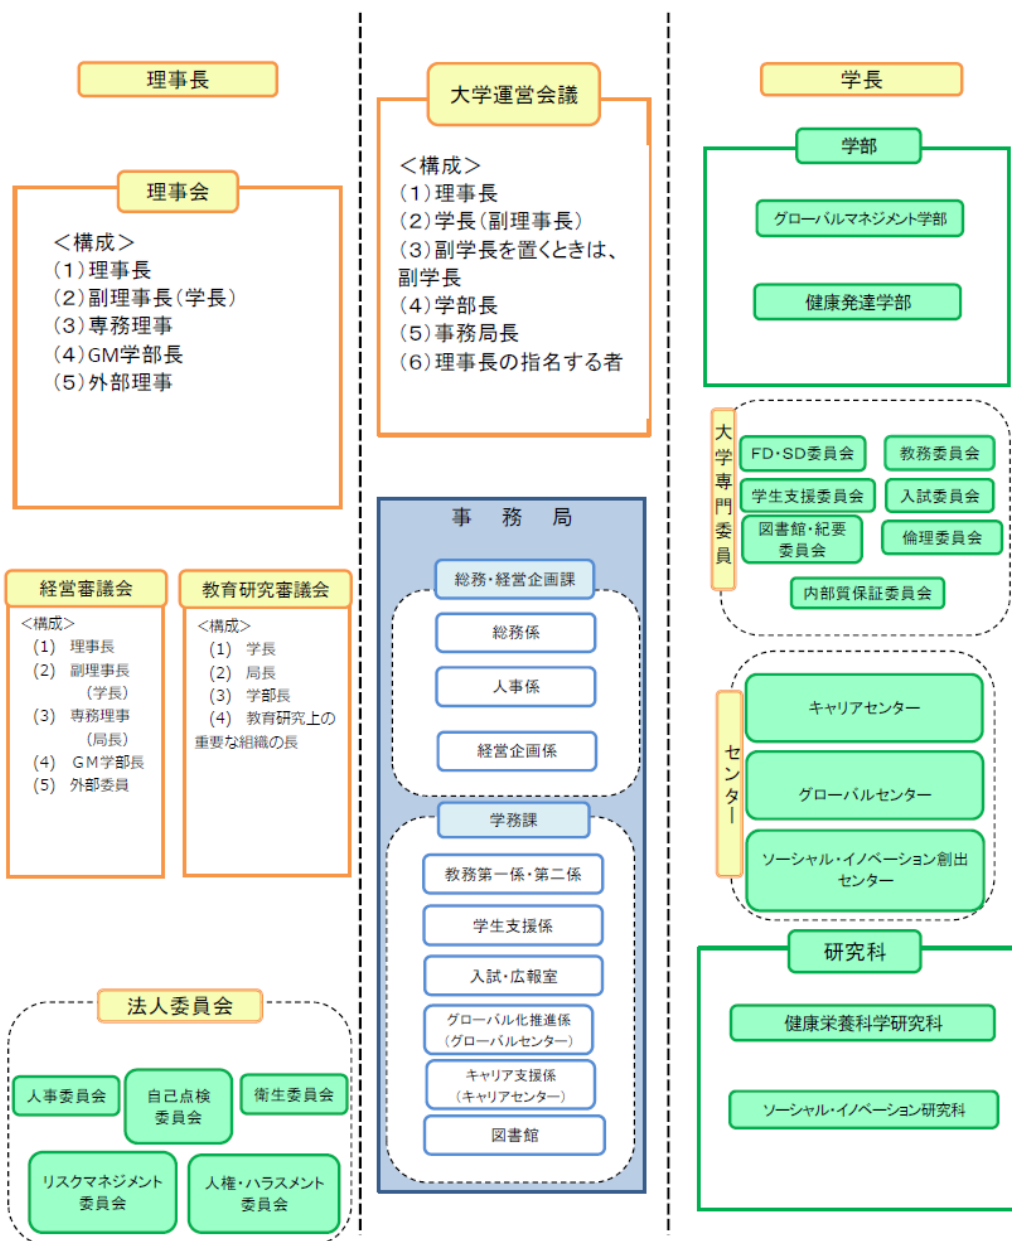 理事長
理事会
＜構成＞
(1)理事長
(2)副理事長(学長)
(3)専務理事
(4)GM学部長
(5)外部理事
経営審議会
＜構成＞
(1) 理事長
(2) 副理事長
(学長)
(3) 専務理事
(局長)
(4) GM学部長
(5) 外部委員
教育研究審議会
＜構成＞
(1) 学長
(2) 局長
(3) 学部長
(4) 教育研究上の
重要な組織の長
法人委員会
人事委員会
自己点検
委員会
衛生委員会
リスクマネジメント
委員会
人権・ハラスメント
委員会
大学運営会議
＜構成＞
(1)理事長
(2)学長(副理事長)
(3)副学長を置くときは、
副学長
(4)学部長
(5)事務局長
(6)理事長の指名する者
事 務 局
総務・経営企画課
総務係
人事係
経営企画係
学務課
教務第一係・第二係
学生支援係
入試・広報室
グローバル化推進係
(グローバルセンター)
キャリア支援係
(キャリアセンター)
図書館
学長
学部
グローバルマネジメント学部
健康発達学部
大学専門委員
FD・SD委員会
教務委員会
学生支援委員会
入試委員会
図書館・紀要
委員会
倫理委員会
内部質保証委員会
センター
キャリアセンター
グローバルセンター
ソーシャル・イノベーション創出
センター
研究科
健康栄養科学研究科
ソーシャル・イノベーション研究科